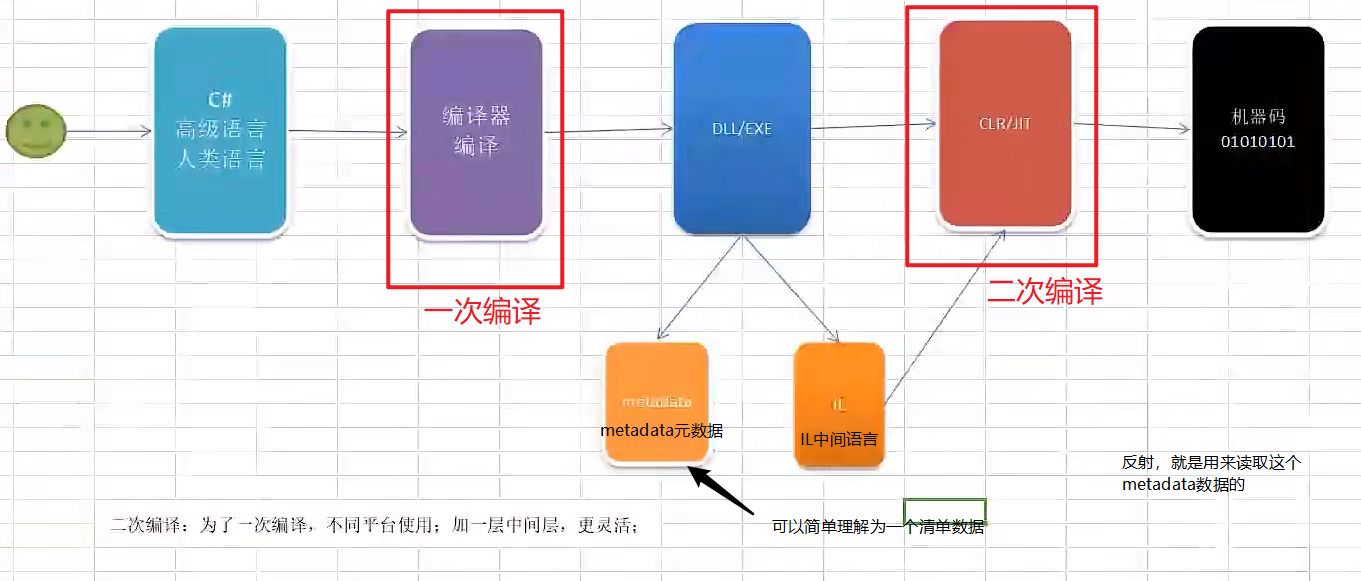 C#
高级语言
人类语言
编译器
编译
DLL/EXE
CLR/JIT
机器码
01010101
一次编译
二次编译
metadata
metadata元数据
IL
IL中间语言
反射，就是用来读取这个
metadata数据的
二次编译：为了一次编译，不同平台使用；加一层中间层，更灵活；
可以简单理解为一个清单数据